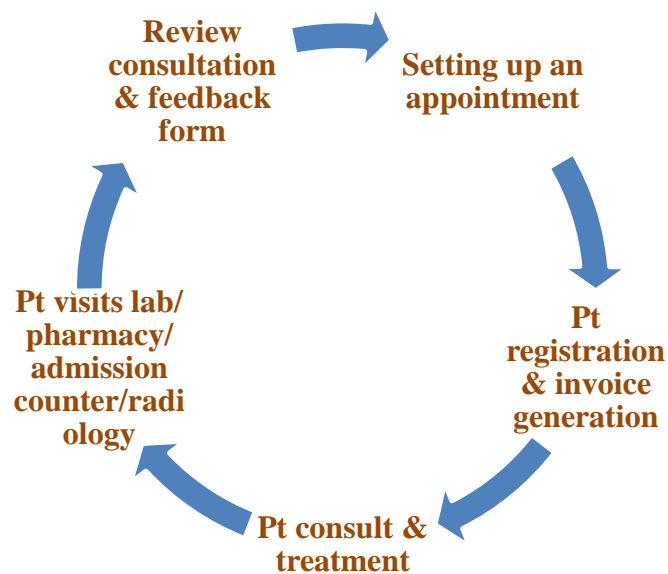 Review
consultation
& feedback
form
Setting up an
appointment
Pt
registration
& invoice
generation
Pt consult &
treatment
Pt visits lab/
pharmacy/
admission
counter/radi
ology